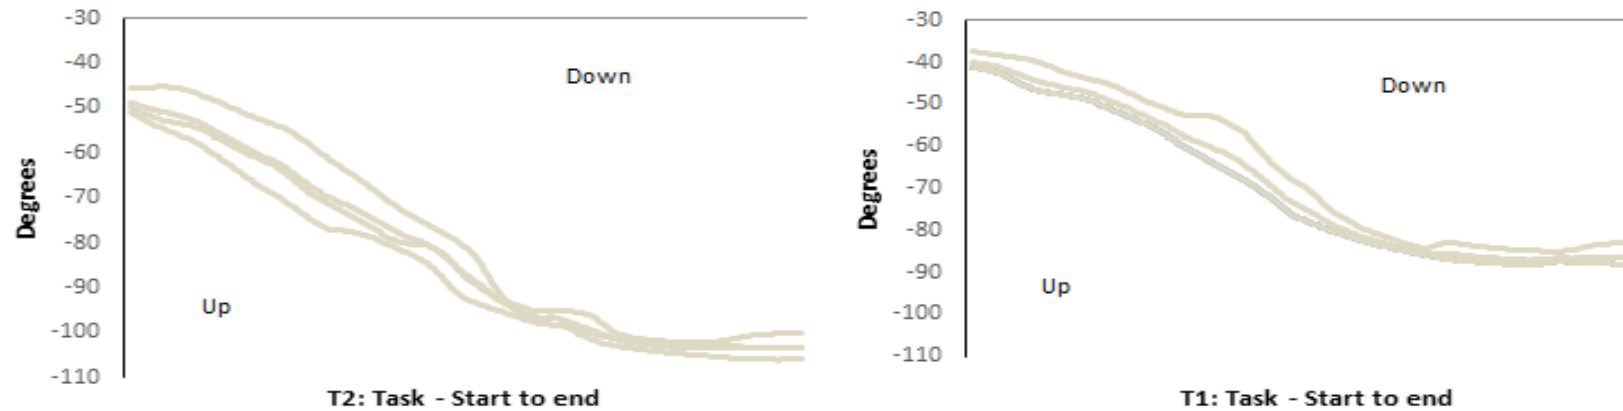 -30
-40
-50
-60
-70
-80
-90
-100
-110
Degrees
Down
Up
T2: Task - Start to end
-30
-40
-50
-60
-70
-80
-90
-100
-110
Degrees
Down
Up
T1: Task - Start to end